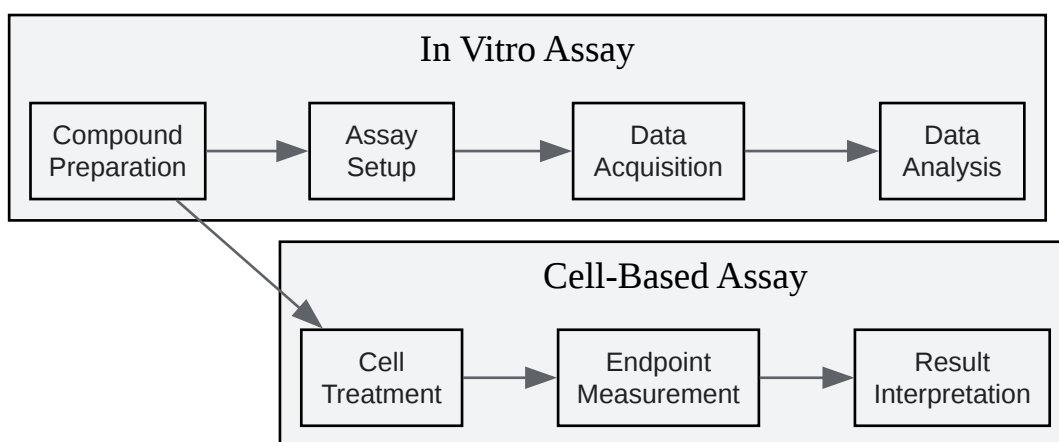 In Vitro Assay
Compound
Preparation
Assay
Setup
Data
Acquisition
Data
Analysis
Cell-Based Assay
Cell
Treatment
Endpoint
Measurement
Result
Interpretation